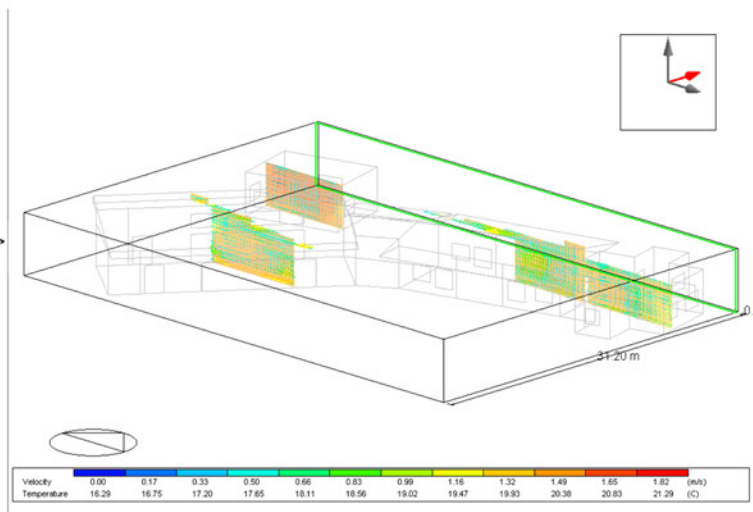 31.20 m
0.
Velocity 0.00 0.17 0.33 0.50 0.66 0.83 0.99 1.16 1.32 1.49 1.65 1.82 (m/s)
Temperature 16.29 16.75 17.20 17.65 18.11 18.56 19.02 19.47 19.93 20.38 20.83 21.29 (C)